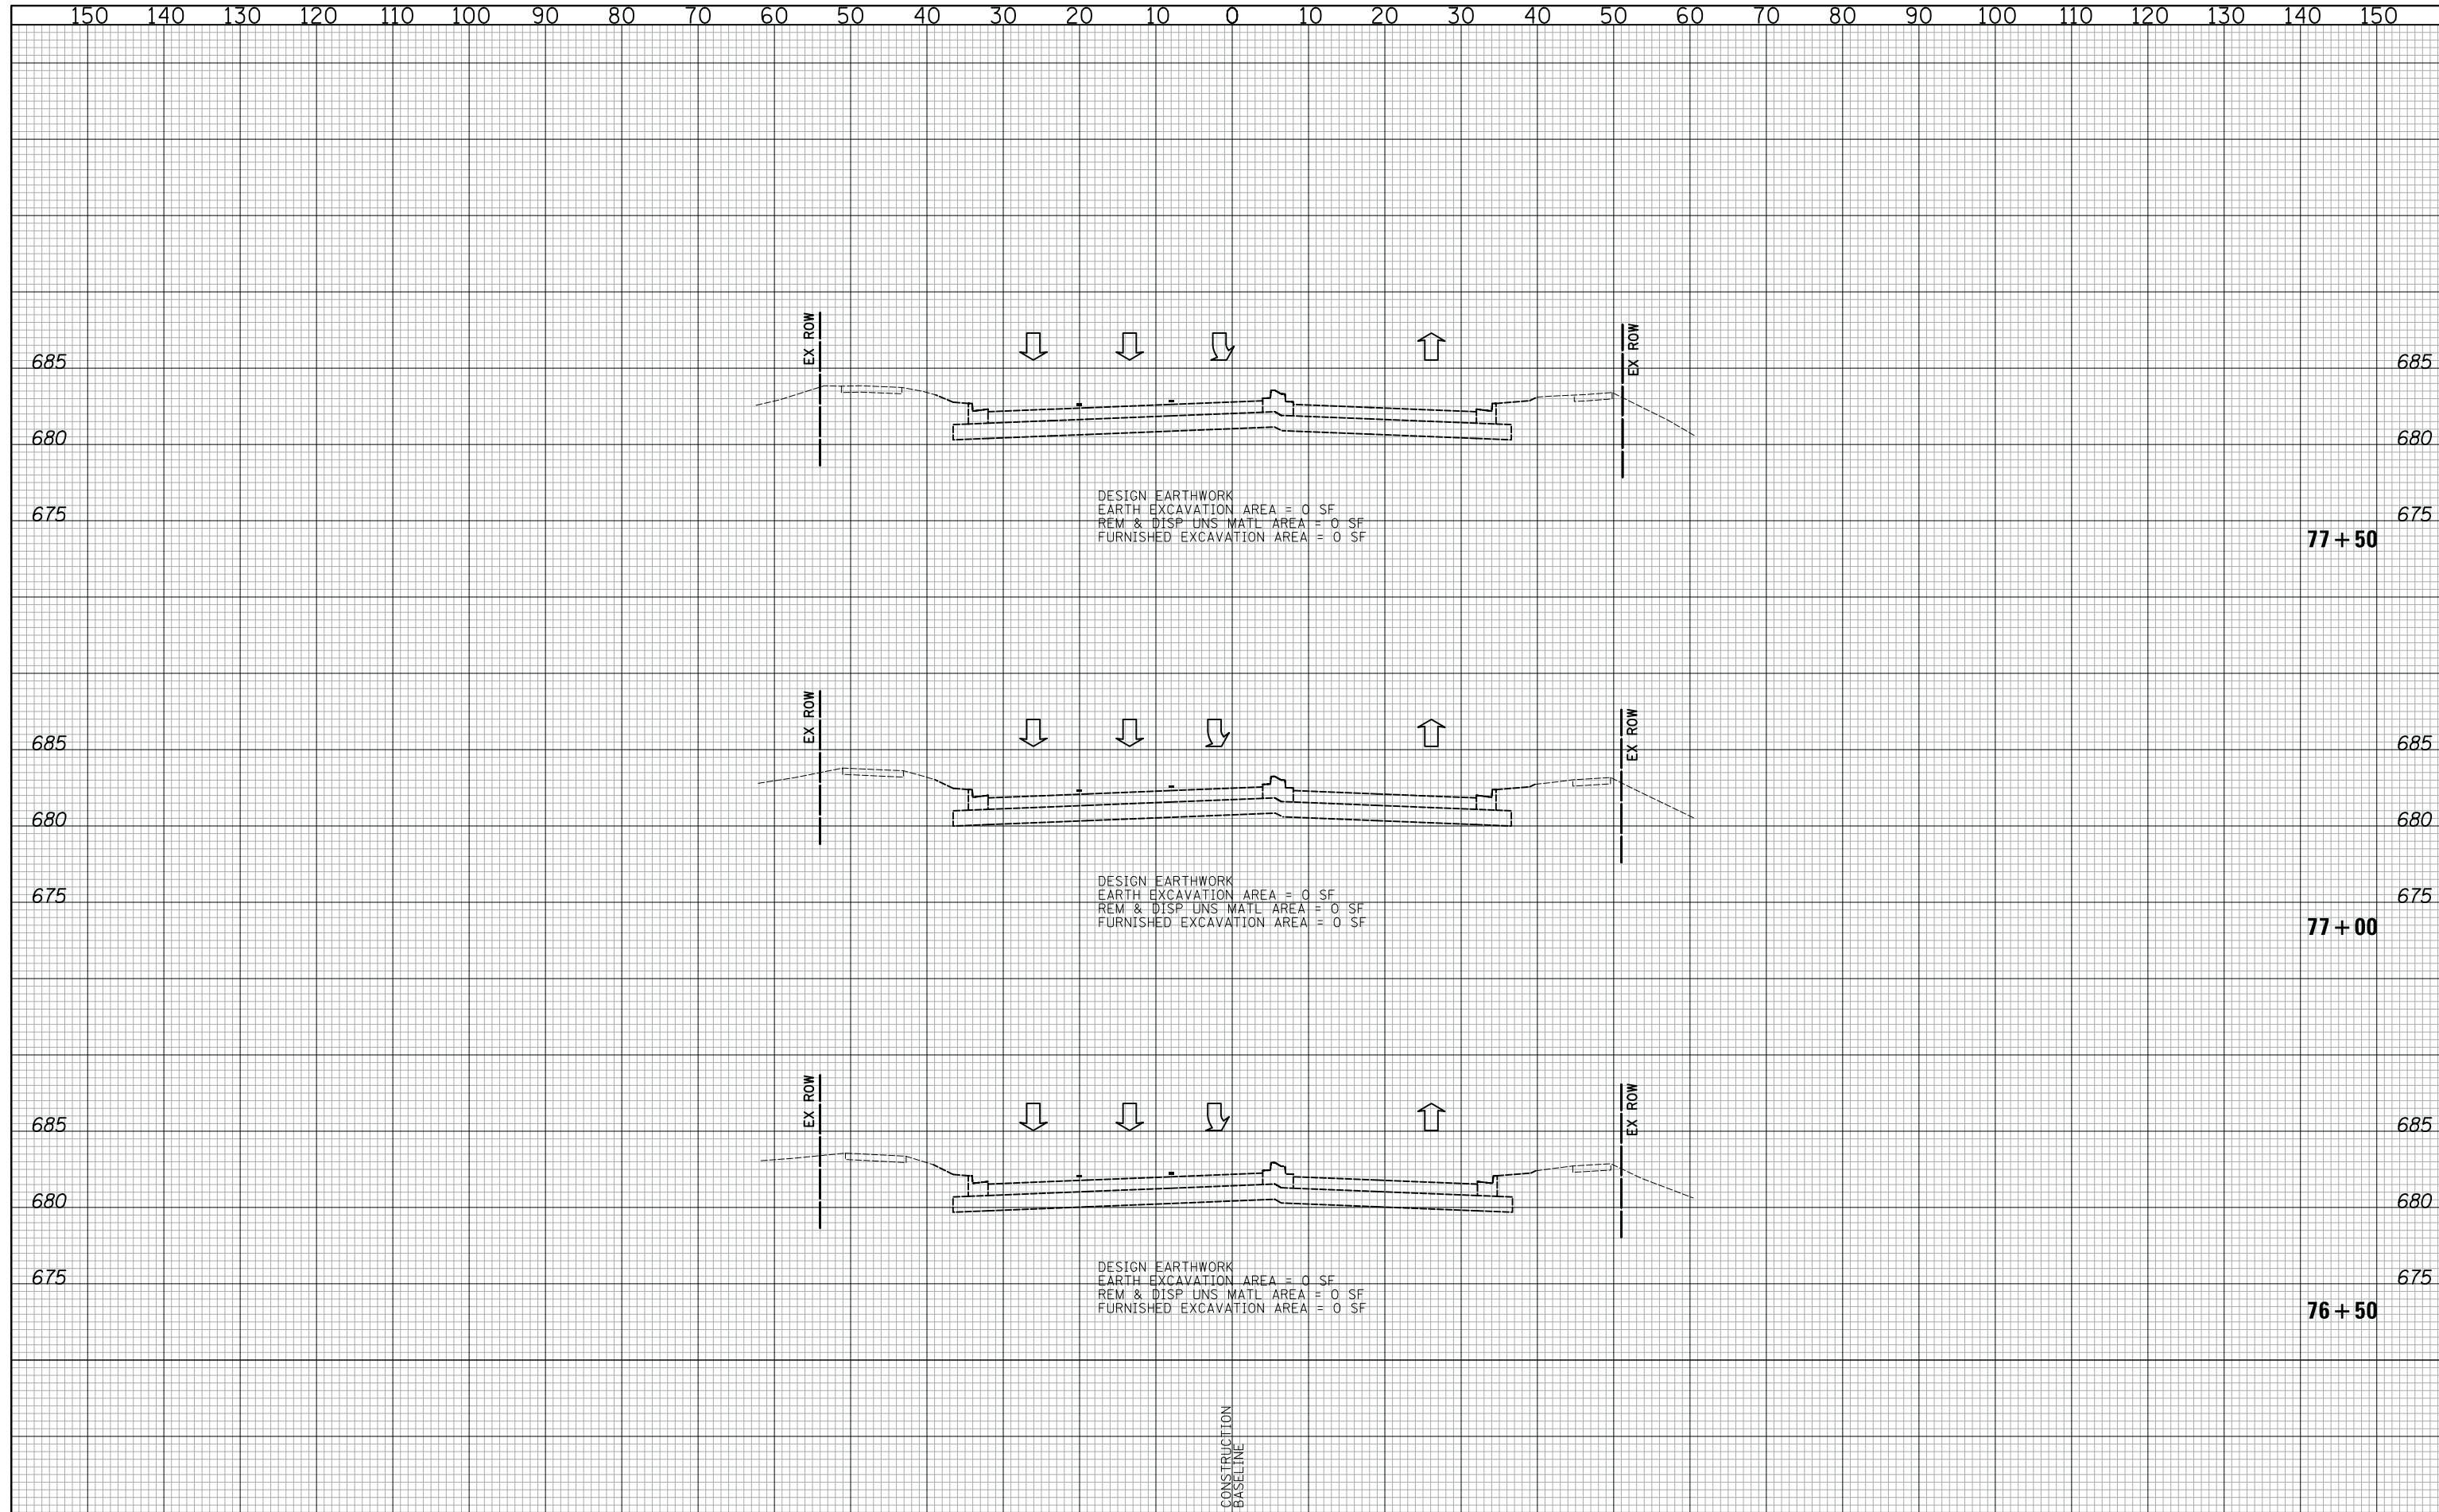 150 140 130 120 110 100 90 80 70 60 50 40 30 20 10 0 10 20 30 40 50 60 70 80 90 100 110 120 130 140 150
EX ROW
EX ROW
685 685
680 680
675 675
DESIGN EARTHWORK
EARTH EXCAVATION AREA = 0 SF
REM & DISP UNS MATL AREA = 0 SF
FURNISHED EXCAVATION AREA = 0 SF
77+50
EX ROW
EX ROW
685 685
680 680
675 675
DESIGN EARTHWORK
EARTH EXCAVATION AREA = 0 SF
REM & DISP UNS MATL AREA = 0 SF
FURNISHED EXCAVATION AREA = 0 SF
77+00
EX ROW
EX ROW
685 685
680 680
675 675
DESIGN EARTHWORK
EARTH EXCAVATION AREA = 0 SF
REM & DISP UNS MATL AREA = 0 SF
FURNISHED EXCAVATION AREA = 0 SF
76+50
CONSTRUCTION
BASELINE